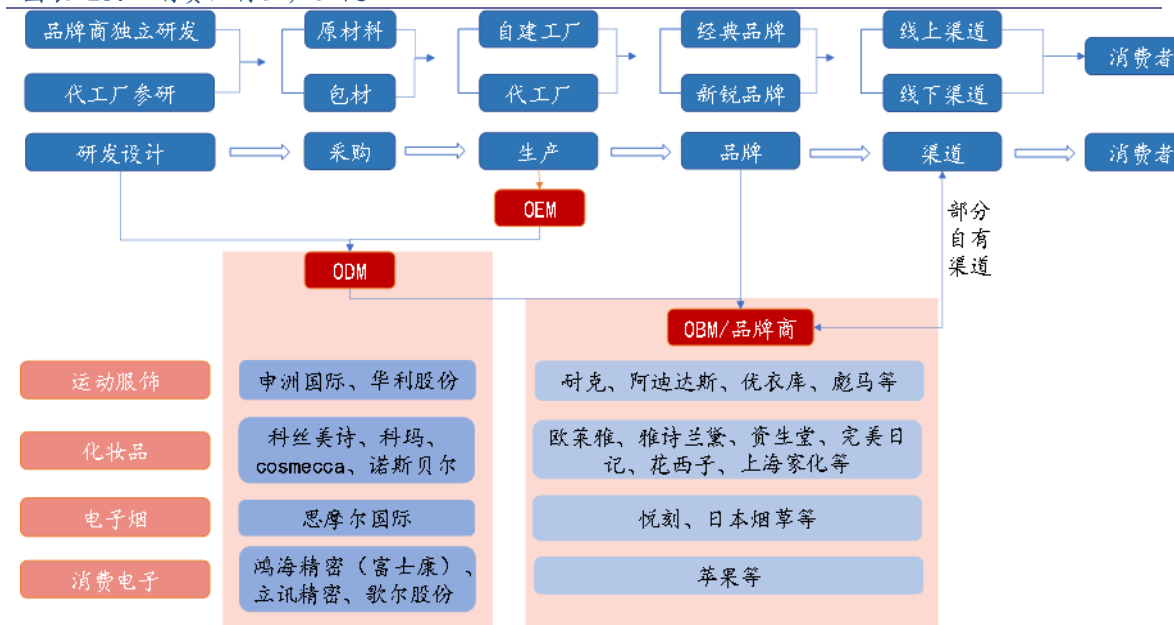 品牌商独立研发
原材料
自建工厂
经典品牌
线上渠道
消费者
代工厂参研
包材
代工厂
新锐品牌
线下渠道
研发设计
采购
生产
品牌
渠道
消费者
OEM
部分
自有
渠道
ODM
OBM/品牌商
运动服饰
申洲国际、华利股份
耐克、阿迪达斯、优衣库、彪马等
化妆品
科丝美诗、科玛、
cosmecca、诺斯贝尔
欧莱雅、雅诗兰黛、资生堂、完美日
记、花西子、上海家化等
电子烟
思摩尔国际
悦刻、日本烟草等
消费电子
鸿海精密（富士康）、
立讯精密、歌尔股份
苹果等